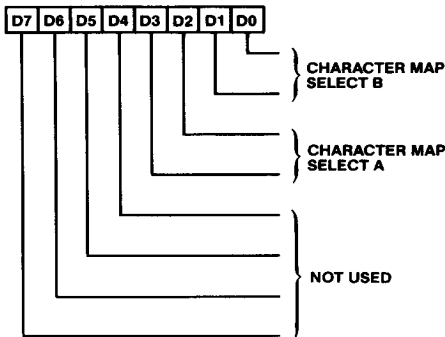 D7 D6 D5 D4 D3 D2 D1 D0
CHARACTER MAP
SELECT B
CHARACTER MAP
SELECT A
NOT USED